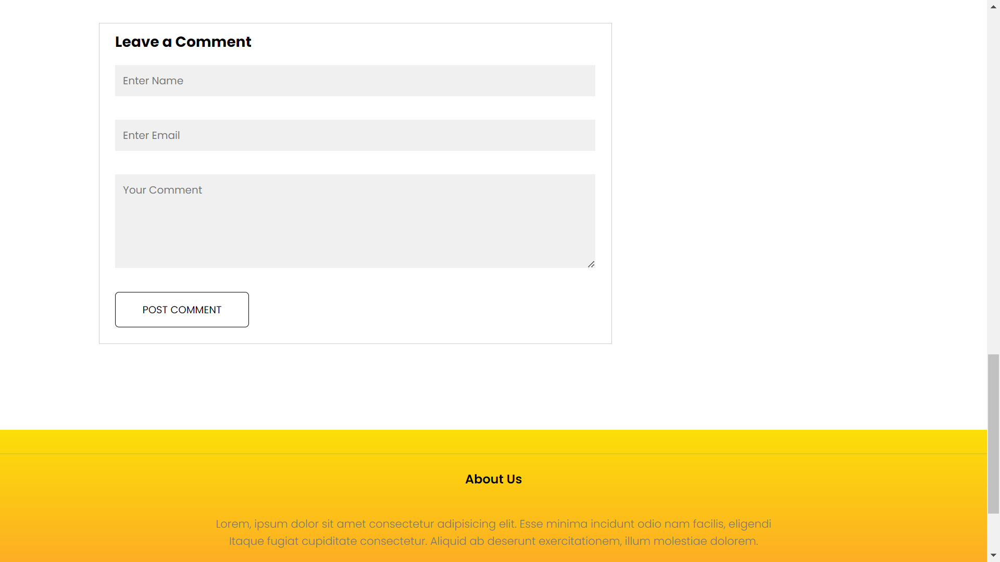 Leave a Comment
Enter Name
Enter Email
Your Comment
POST COMMENT
About Us
Lorem, ipsum dolor sit amet consectetur adipisicing elit. Esse minima incidunt odio nam facilis, eligendi
Itaque fugiat cupiditate consectetur. Aliquid ab deserunt exercitationem, illum molestiae dolorem.